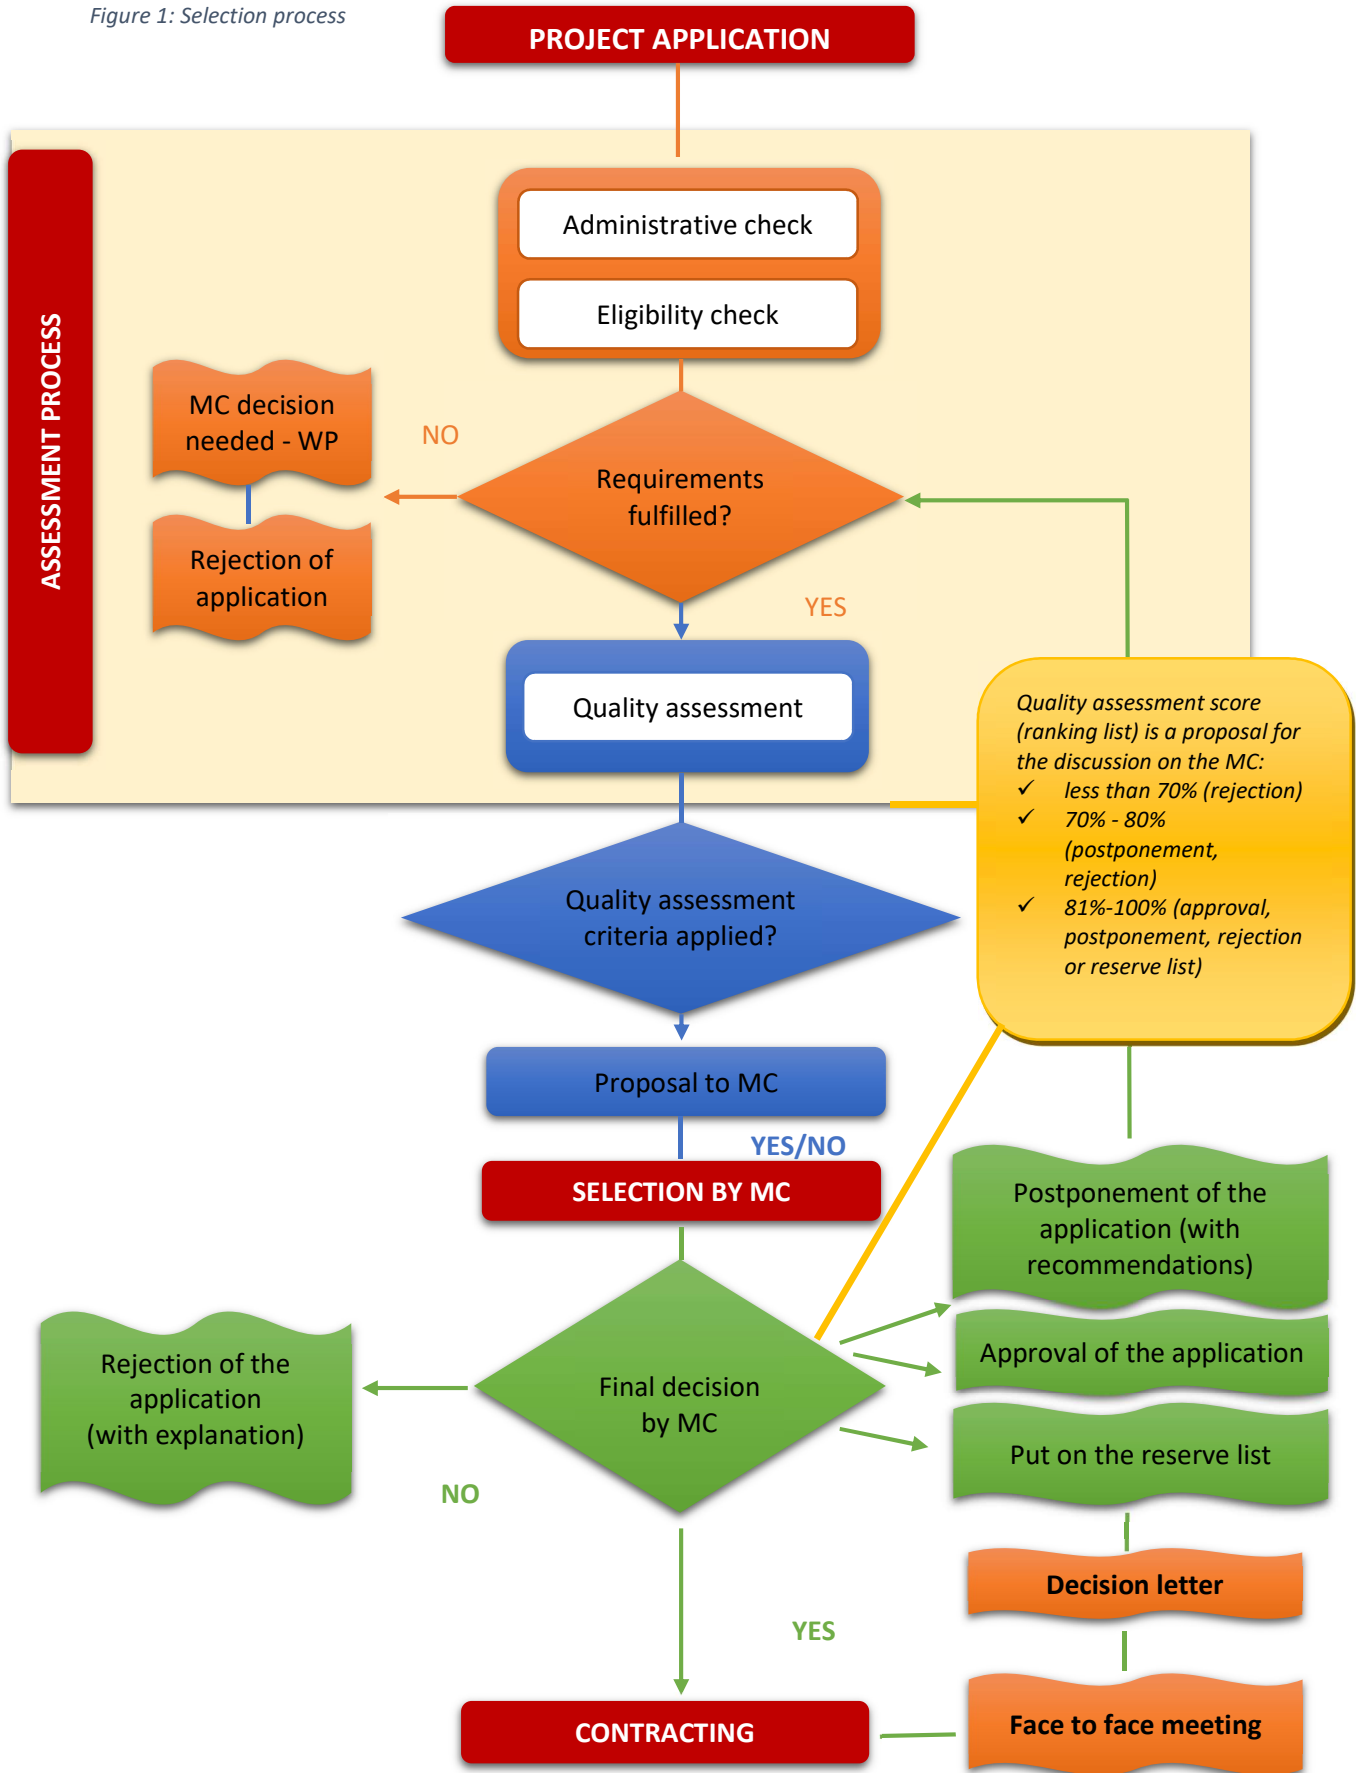 Figure 1: Selection process
PROJECT APPLICATION
ASSESSMENT PROCESS
Administrative check
Eligibility check
MC decision
needed - WP
NO
Requirements
fulfilled?
Rejection of
application
YES
Quality assessment
Quality assessment score
(ranking list) is a proposal for
the discussion on the MC:
✓ less than 70% (rejection)
✓ 70% - 80%
(postponement,
rejection)
✓ 81%-100% (approval,
postponement, rejection
or reserve list)
Quality assessment
criteria applied?
Proposal to MC
YES/NO
SELECTION BY MC
Postponement of the
application (with
recommendations)
Approval of the application
Rejection of the
application
(with explanation)
Final decision
by MC
Put on the reserve list
NO
Decision letter
YES
Face to face meeting
CONTRACTING